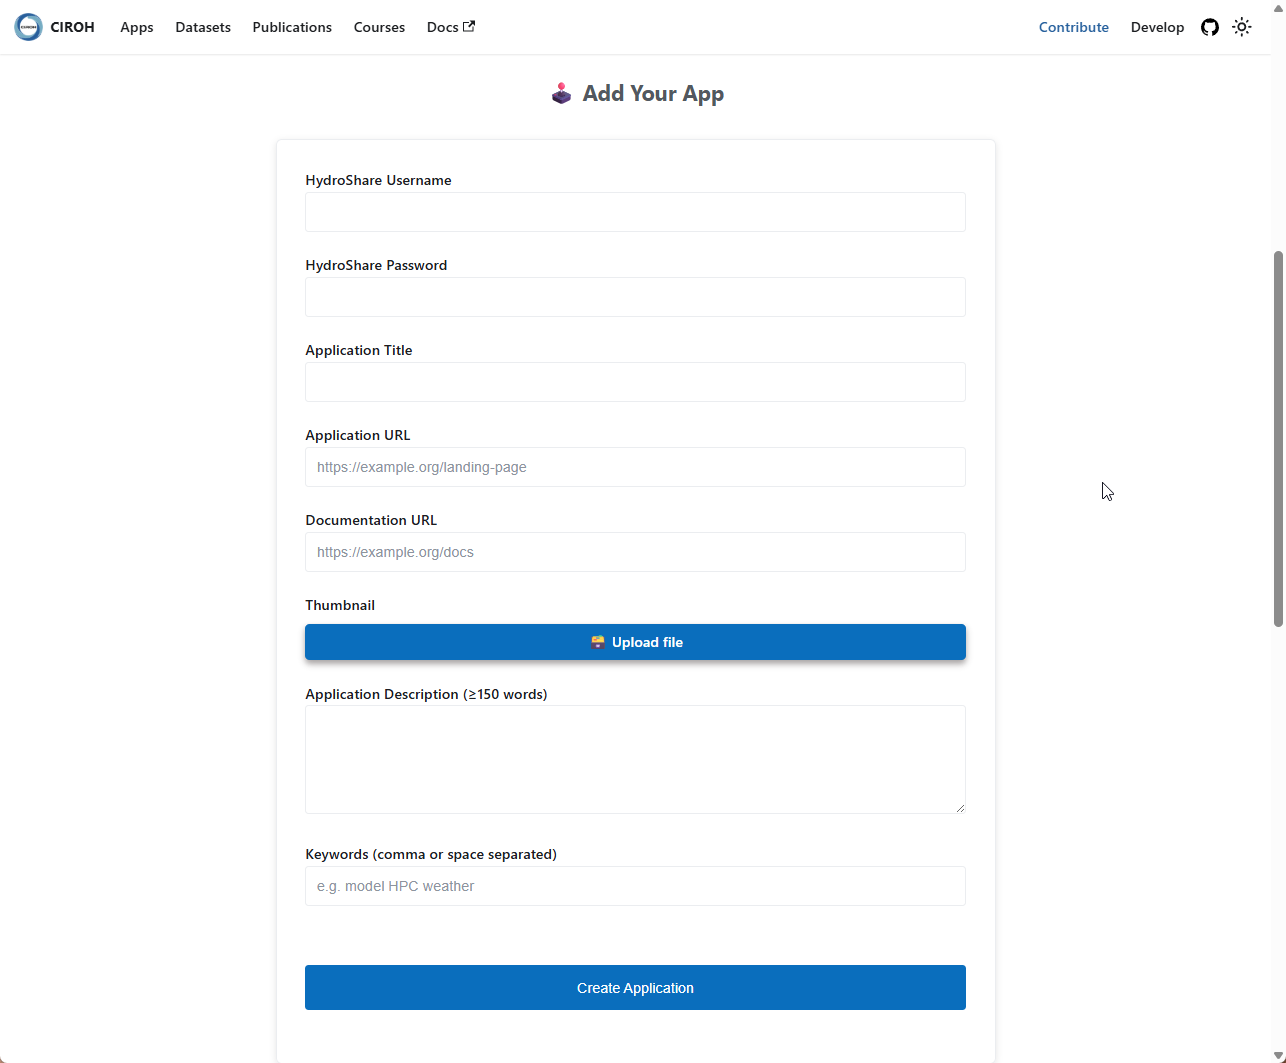 CIROH Apps Datasets Publications Courses Docs Contribute Develop
Add Your App
HydroShare Username
HydroShare Password
Application Title
Application URL
https://example.org/landing-page
Documentation URL
https://example.org/docs
Thumbnail
Upload file
Application Description (≥150 words)
Keywords (comma or space separated)
e.g. model HPC weather
Create Application